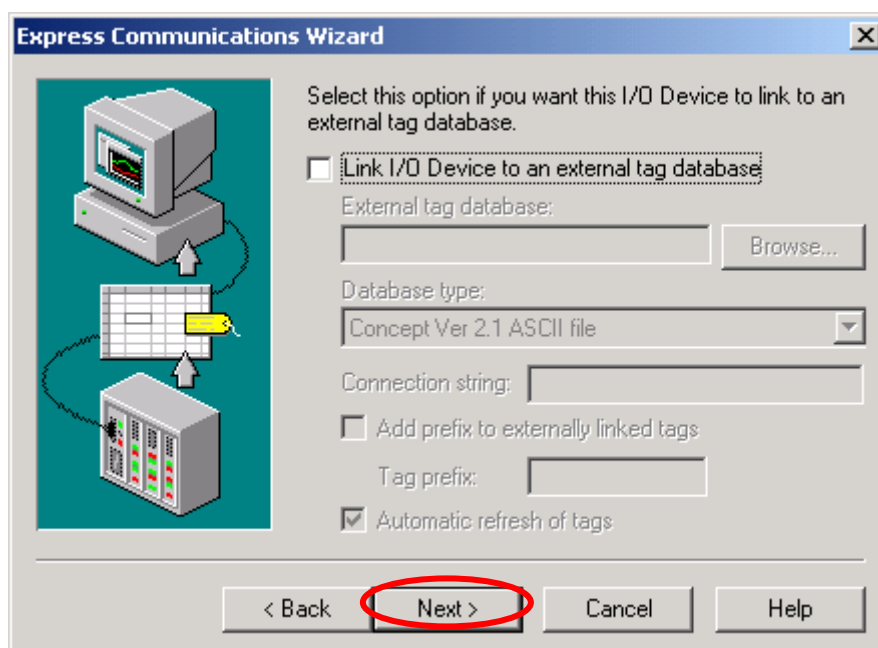 Express Communications Wizard
Select this option if you want this I/O Device to link to an
external tag database.
Link I/O Device to an external tag database
External tag database:
Browse...
Database type:
Concept Ver 2.1 ASCII file
Connection string:
Add prefix to externally linked tags
Tag prefix:
Automatic refresh of tags
< Back Next > Cancel Help